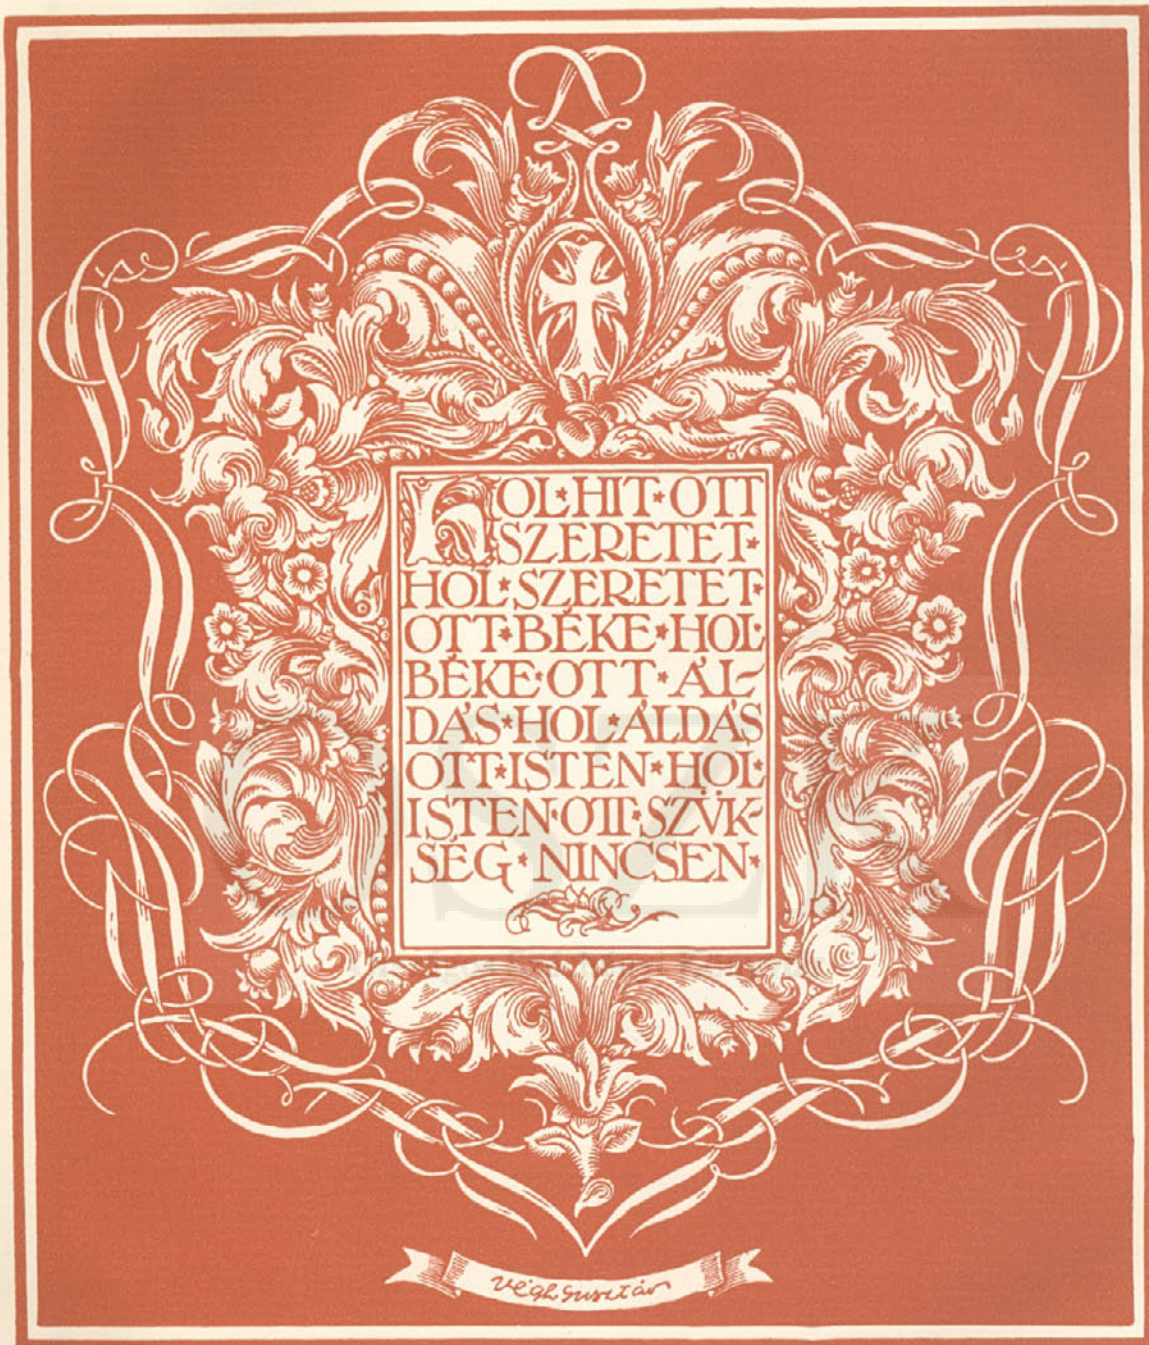 HOL*HIT*OTT
SZERETET*
HOL*SZERETET*
OTT*BÉKE*HOL*
BÉKE*OTT*ÁL-
DÁS*HOL*ÁLDÁS
OTT*ISTEN*HOL*
ISTEN*OTT*SZÜK-
SÉG*NINCSEN*
Végh Gusztáv